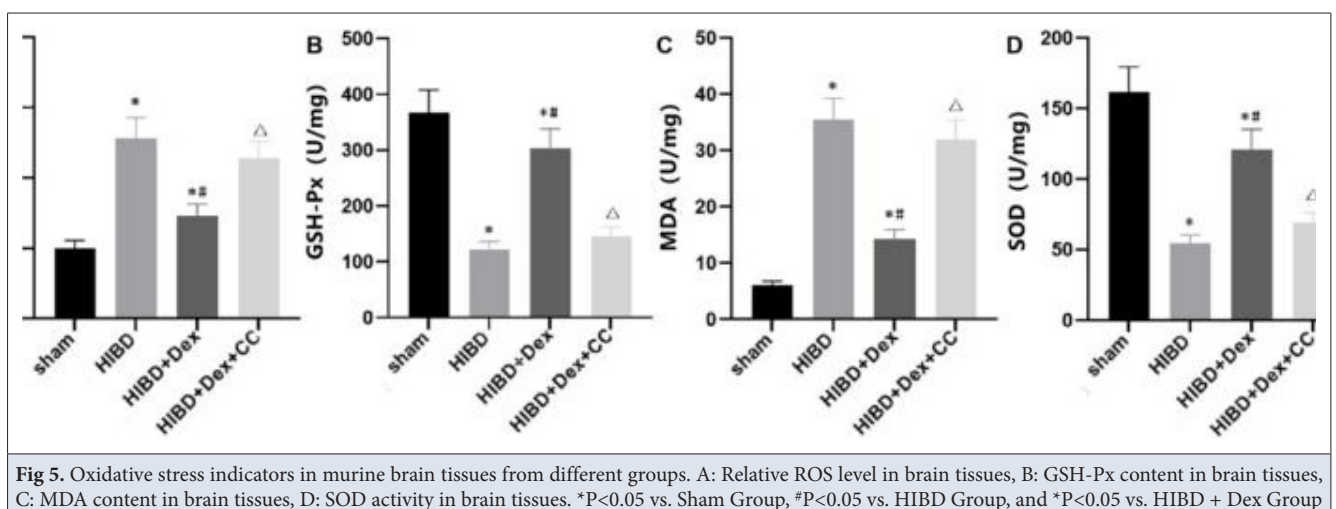 B
500
400
300
200
100
0
GSH-Px (U/mg)
*
*#
△
sham
HIBD
HIBD+Dex
HIBD+Dex+CC
*
*#
△
sham
HIBD
HIBD+Dex
HIBD+Dex+CC
C
50
40
30
20
10
0
MDA (U/mg)
*
*#
△
sham
HIBD
HIBD+Dex
HIBD+Dex+CC
D
200
150
100
50
0
SOD (U/mg)
*
*#
△
sham
HIBD
HIBD+Dex
HIBD+Dex+CC
Fig 5. Oxidative stress indicators in murine brain tissues from different groups. A: Relative ROS level in brain tissues, B: GSH-Px content in brain tissues,
C: MDA content in brain tissues, D: SOD activity in brain tissues. *P<0.05 vs. Sham Group, #P<0.05 vs. HIBD Group, and *P<0.05 vs. HIBD + Dex Group